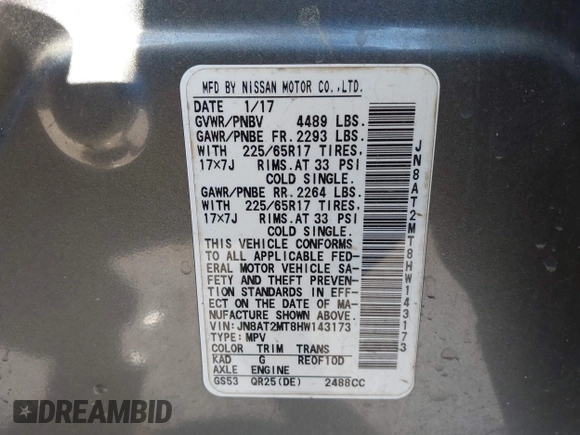 MFD BY NISSAN MOTOR CO.,LTD.
DATE 1/17
GVWR/PNBV 4489 LBS.
GAWR/PNBE FR. 2293 LBS.
WITH 225/65R17 TIRES,
17×7J RIMS,AT 33 PSI
COLD SINGLE.
GAWR/PNBE RR. 2264 LBS.
WITH 225/65R17 TIRES,
17×7J RIMS,AT 33 PSI
COLD SINGLE.
THIS VEHICLE CONFORMS
TO ALL APPLICABLE FED-
ERAL MOTOR VEHICLE SA-
FETY AND THEFT PREVENTION
STANDARDS IN EFF-
ECT ON THE DATE OF MA-
NUFACTURE SHOWN ABOVE.
VIN:JN8AT2MT8HW143173
TYPE:MPV
COLOR TRIM TRANS
KAD G RE0F10D
AXLE ENGINE
GS53 QR25(DE) 2488CC
JN8AT2MT8HW143173
DREAMBID